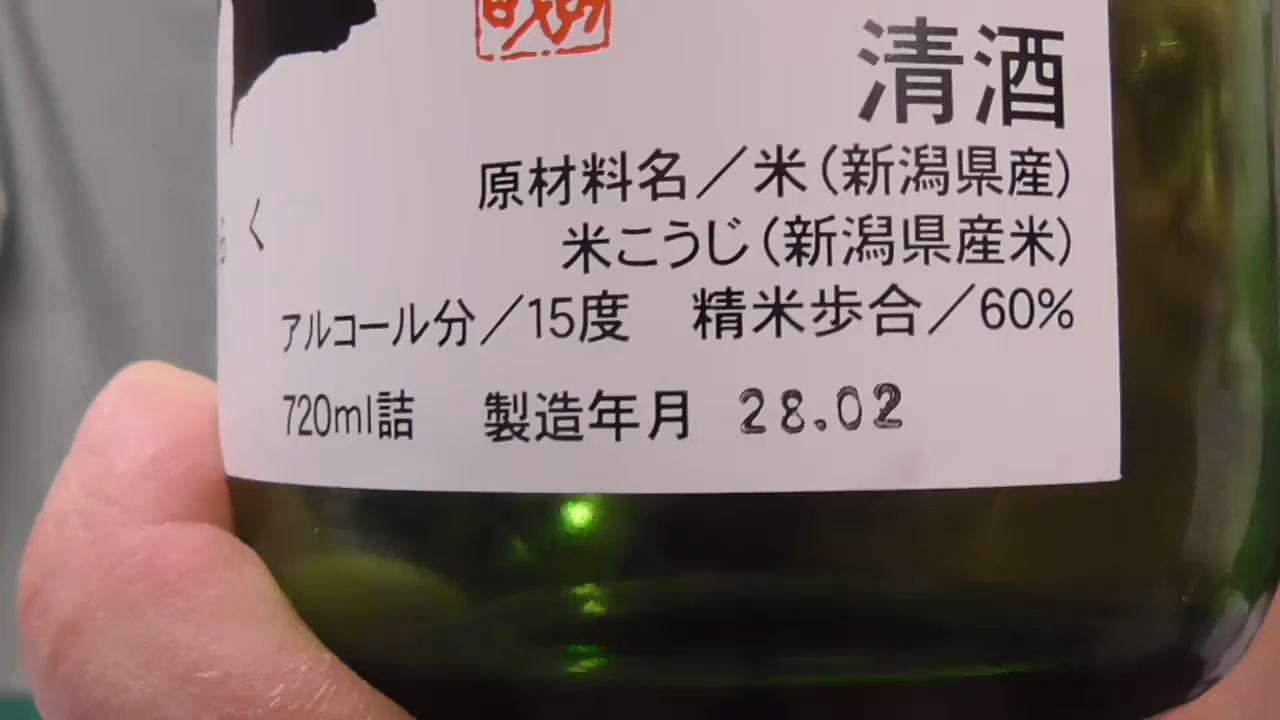 清酒
原材料名／米（新潟県産）
米こうじ（新潟県産米）
く
アルコール分／15度　精米歩合／60%
720ml詰　製造年月 28.02